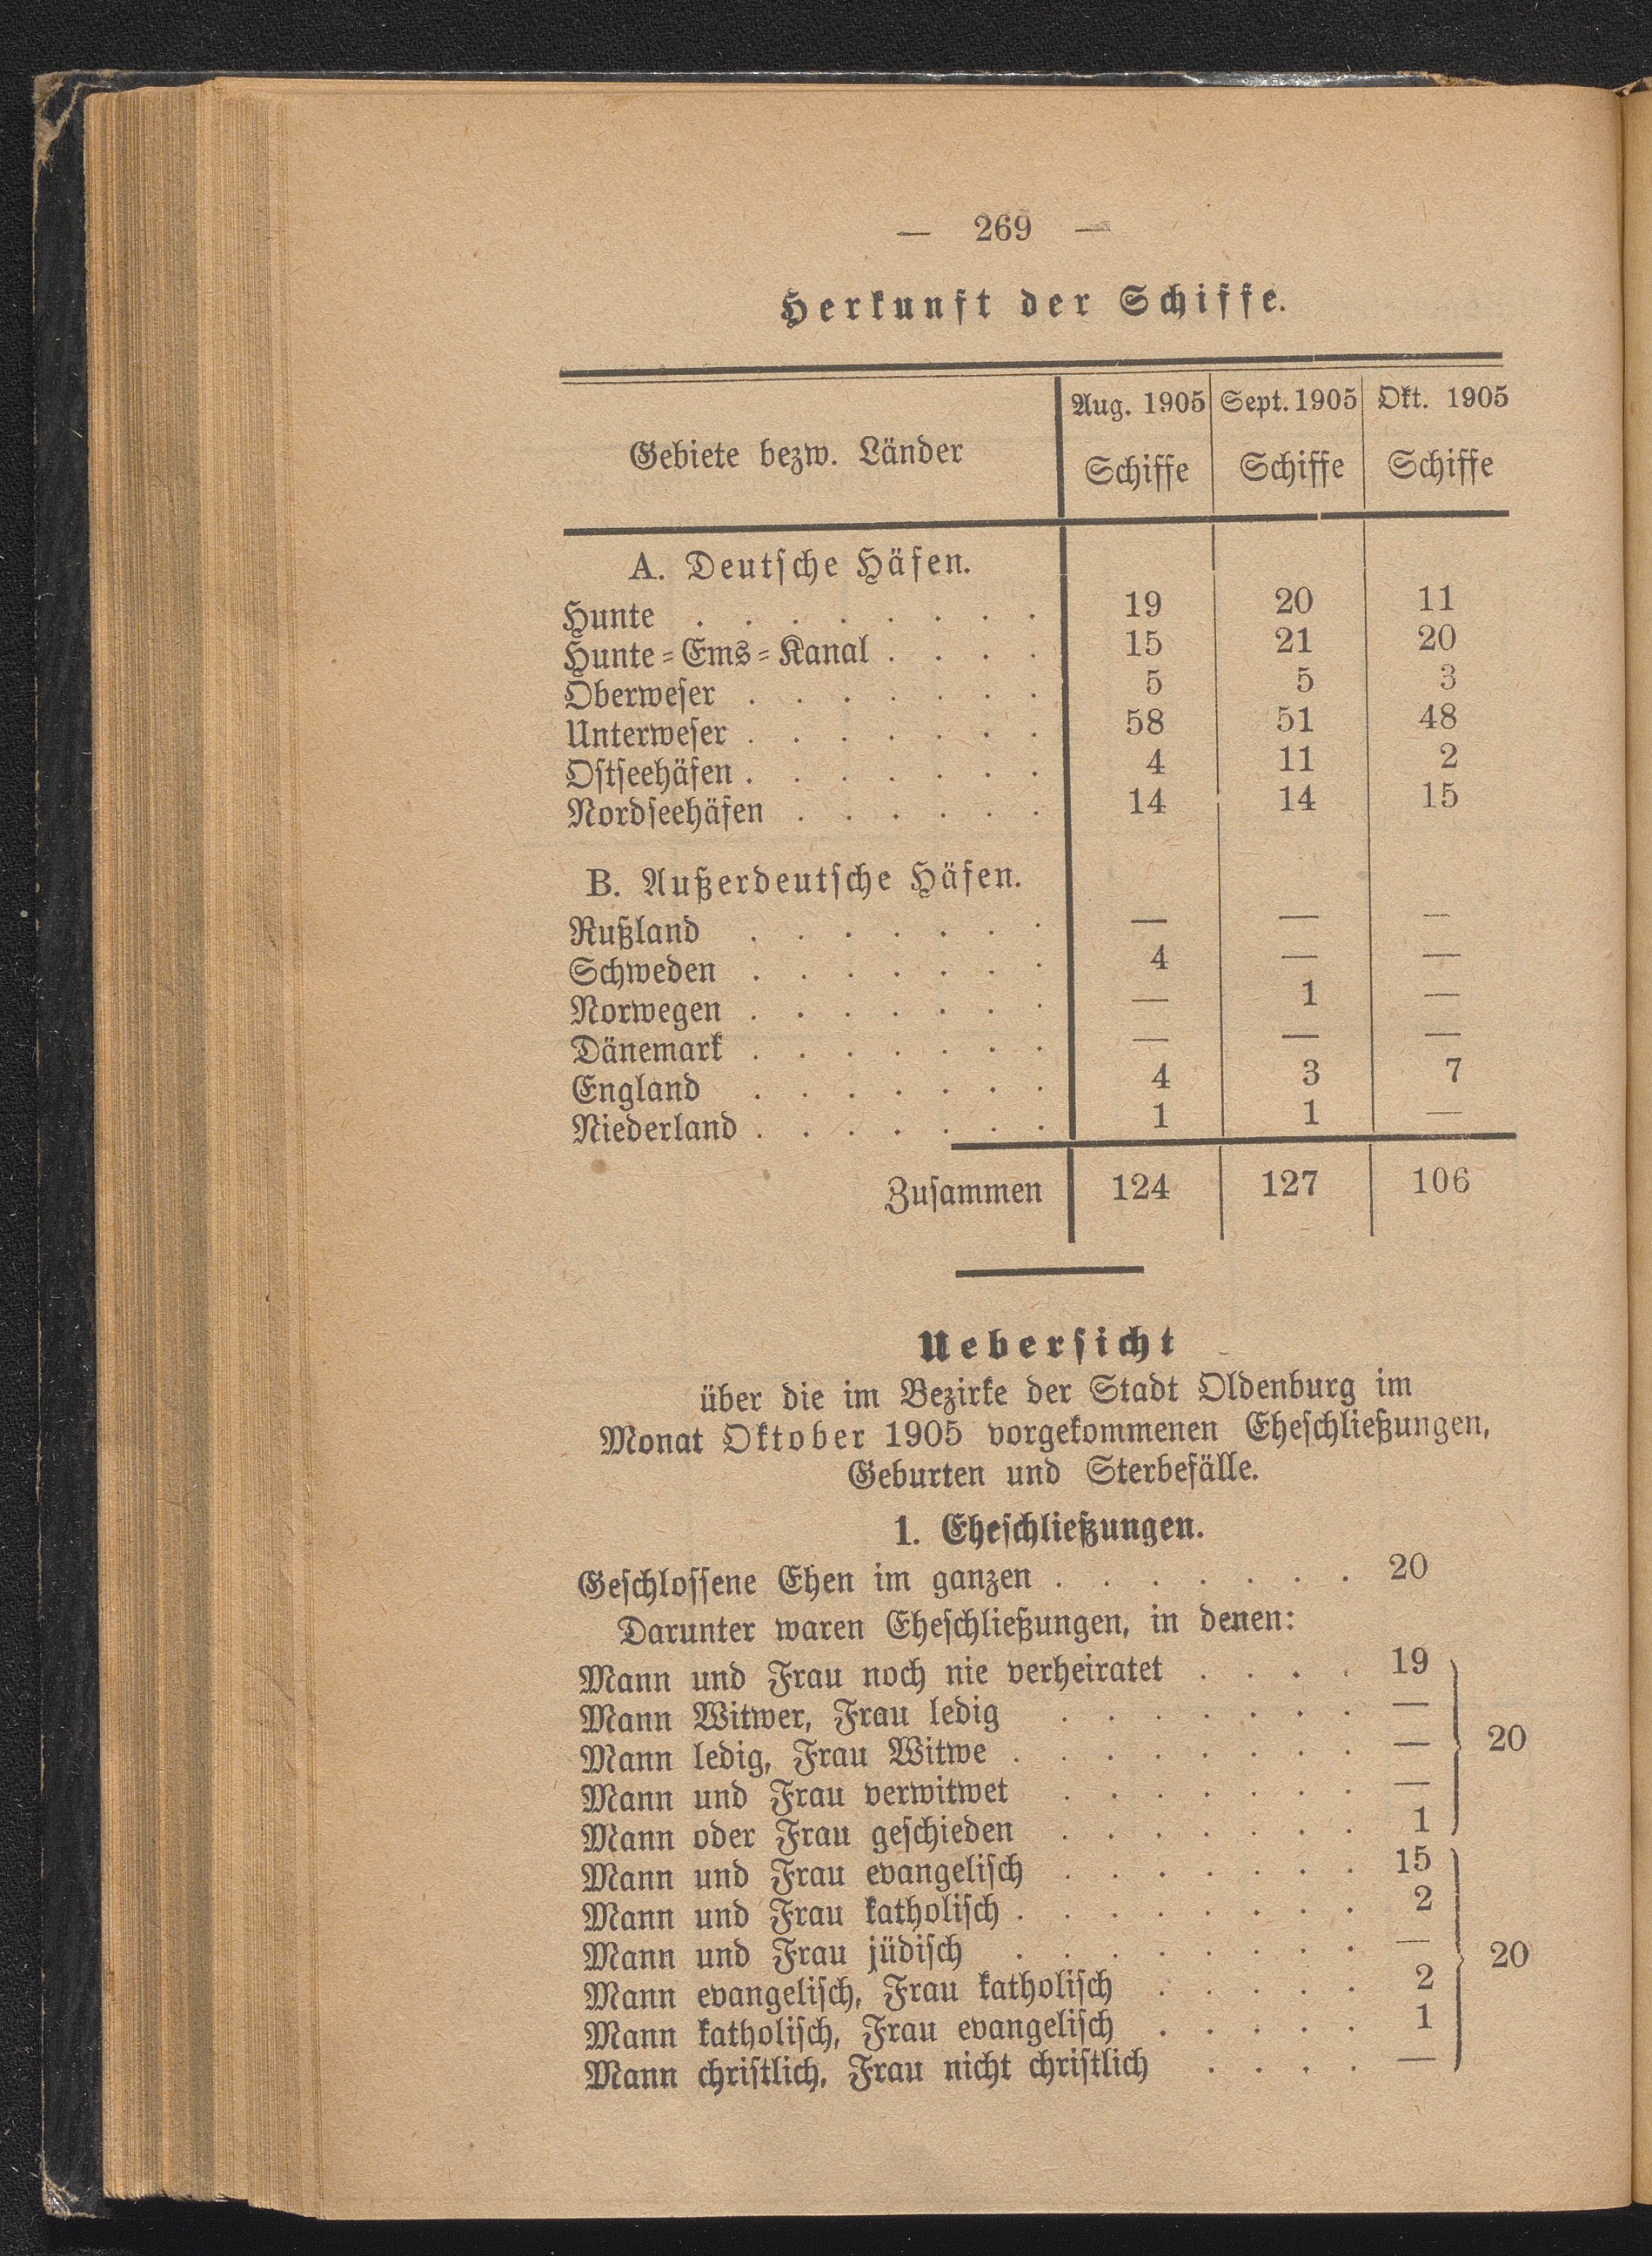 — 269 —
Herkunft der Schiffe.
Gebiete bezw. Länder | Aug. 1905 | Sept. 1905 | Okt. 1905
Schiffe | Schiffe | Schiffe
A. Deutsche Häfen.
Hunte . . . . . . . . 19 20 11
Hunte-Ems-Kanal . . . . 15 21 20
Oberweser . . . . . . . 5 5 3
Unterweser . . . . . . . 58 51 48
Ostseehäfen . . . . . . . 4 11 2
Nordseehäfen . . . . . . 14 14 15
B. Außerdeutsche Häfen.
Rußland . . . . . . . — — —
Schweden . . . . . . . 4 — —
Norwegen . . . . . . . — 1 —
Dänemark . . . . . . . — — —
England . . . . . . . 4 3 7
Niederland . . . . . . . 1 1 —
Zusammen 124 127 106
Uebersicht
über die im Bezirke der Stadt Oldenburg im
Monat Oktober 1905 vorgekommenen Eheschließungen,
Geburten und Sterbefälle.
1. Eheschließungen.
Geschlossene Ehen im ganzen . . . . . . . 20
Darunter waren Eheschließungen, in denen:
Mann und Frau noch nie verheiratet . . . . 19
Mann Witwer, Frau ledig . . . . . . . —
Mann ledig, Frau Witwe . . . . . . . . — 20
Mann und Frau verwitwet . . . . . . . —
Mann oder Frau geschieden . . . . . . . 1
Mann und Frau evangelisch . . . . . . . 15
Mann und Frau katholisch . . . . . . . . 2
Mann und Frau jüdisch . . . . . . . . — 20
Mann evangelisch, Frau katholisch . . . . . 2
Mann katholisch, Frau evangelisch . . . . . 1
Mann christlich, Frau nicht christlich . . . . —